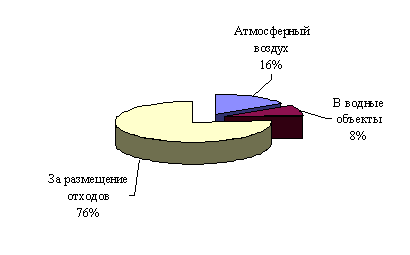 Атмосферный
воздух
16%
В водные
объекты
8%
За размещение
отходов
76%